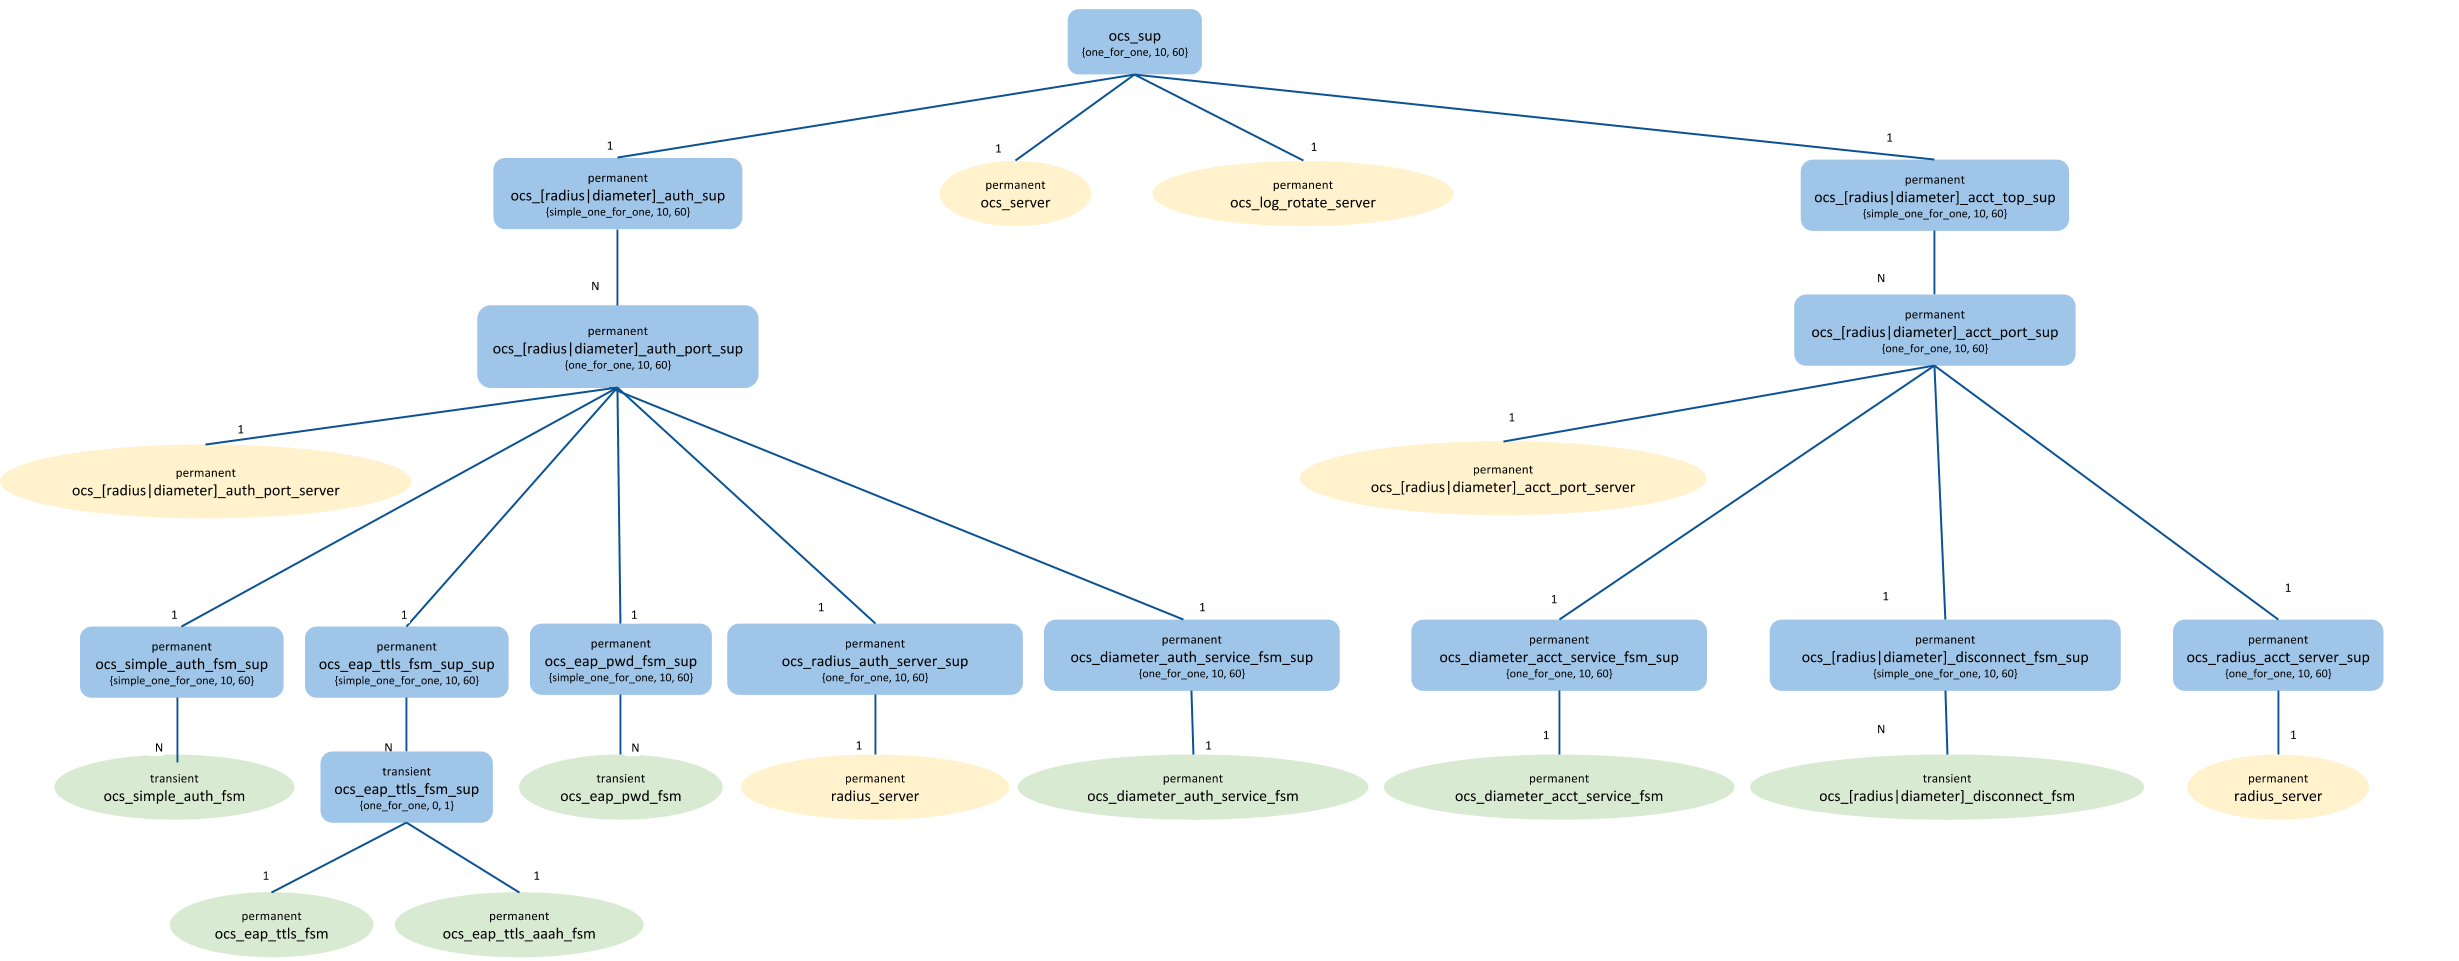 ocs_sup
{one_for_one, 10, 60}
1
1
1
1
permanent
ocs_[radius|diameter]_auth_sup
{simple_one_for_one, 10, 60}
permanent
ocs_server
permanent
ocs_log_rotate_server
permanent
ocs_[radius|diameter]_acct_top_sup
{simple_one_for_one, 10, 60}
N
N
permanent
ocs_[radius|diameter]_auth_port_sup
{one_for_one, 10, 60}
permanent
ocs_[radius|diameter]_acct_port_sup
{one_for_one, 10, 60}
1
1
permanent
ocs_[radius|diameter]_auth_port_server
permanent
ocs_[radius|diameter]_acct_port_server
1
1
1
1
1
1
1
1
permanent
ocs_simple_auth_fsm_sup
{simple_one_for_one, 10, 60}
permanent
ocs_eap_ttls_fsm_sup_sup
{simple_one_for_one, 10, 60}
permanent
ocs_eap_pwd_fsm_sup
{simple_one_for_one, 10, 60}
permanent
ocs_radius_auth_server_sup
{one_for_one, 10, 60}
permanent
ocs_diameter_auth_service_fsm_sup
{one_for_one, 10, 60}
permanent
ocs_diameter_acct_service_fsm_sup
{one_for_one, 10, 60}
permanent
ocs_[radius|diameter]_disconnect_fsm_sup
{simple_one_for_one, 10, 60}
permanent
ocs_radius_acct_server_sup
{one_for_one, 10, 60}
N
N
N
1
1
1
N
1
transient
ocs_simple_auth_fsm
transient
ocs_eap_ttls_fsm_sup
{one_for_one, 0, 1}
transient
ocs_eap_pwd_fsm
permanent
radius_server
permanent
ocs_diameter_auth_service_fsm
permanent
ocs_diameter_acct_service_fsm
transient
ocs_[radius|diameter]_disconnect_fsm
permanent
radius_server
1
1
permanent
ocs_eap_ttls_fsm
permanent
ocs_eap_ttls_aaah_fsm